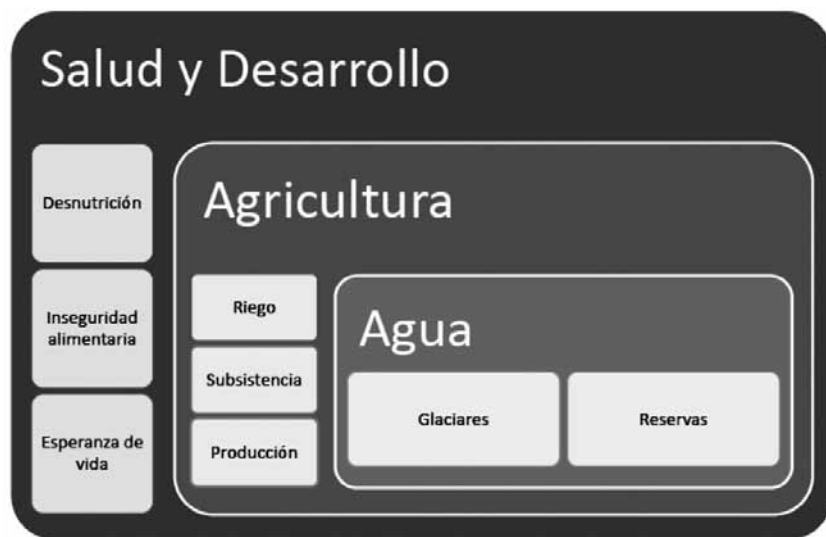 Salud y Desarrollo
Desnutrición
Inseguridad
alimentaria
Esperanza de
vida
Agricultura
Riego
Subsistencia
Producción
Agua
Glaciares
Reservas